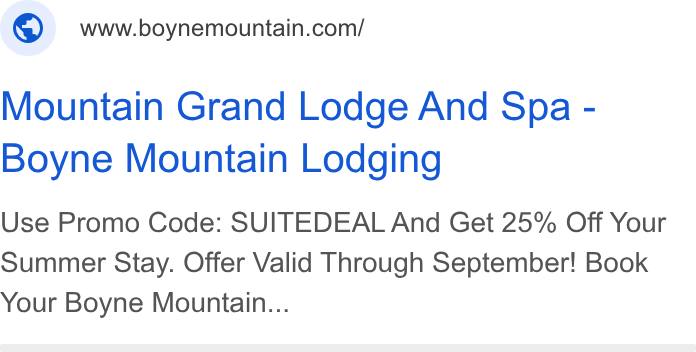 www.boynemountain.com/
Mountain Grand Lodge And Spa -
Boyne Mountain Lodging
Use Promo Code: SUITEDEAL And Get 25% Off Your
Summer Stay. Offer Valid Through September! Book
Your Boyne Mountain...